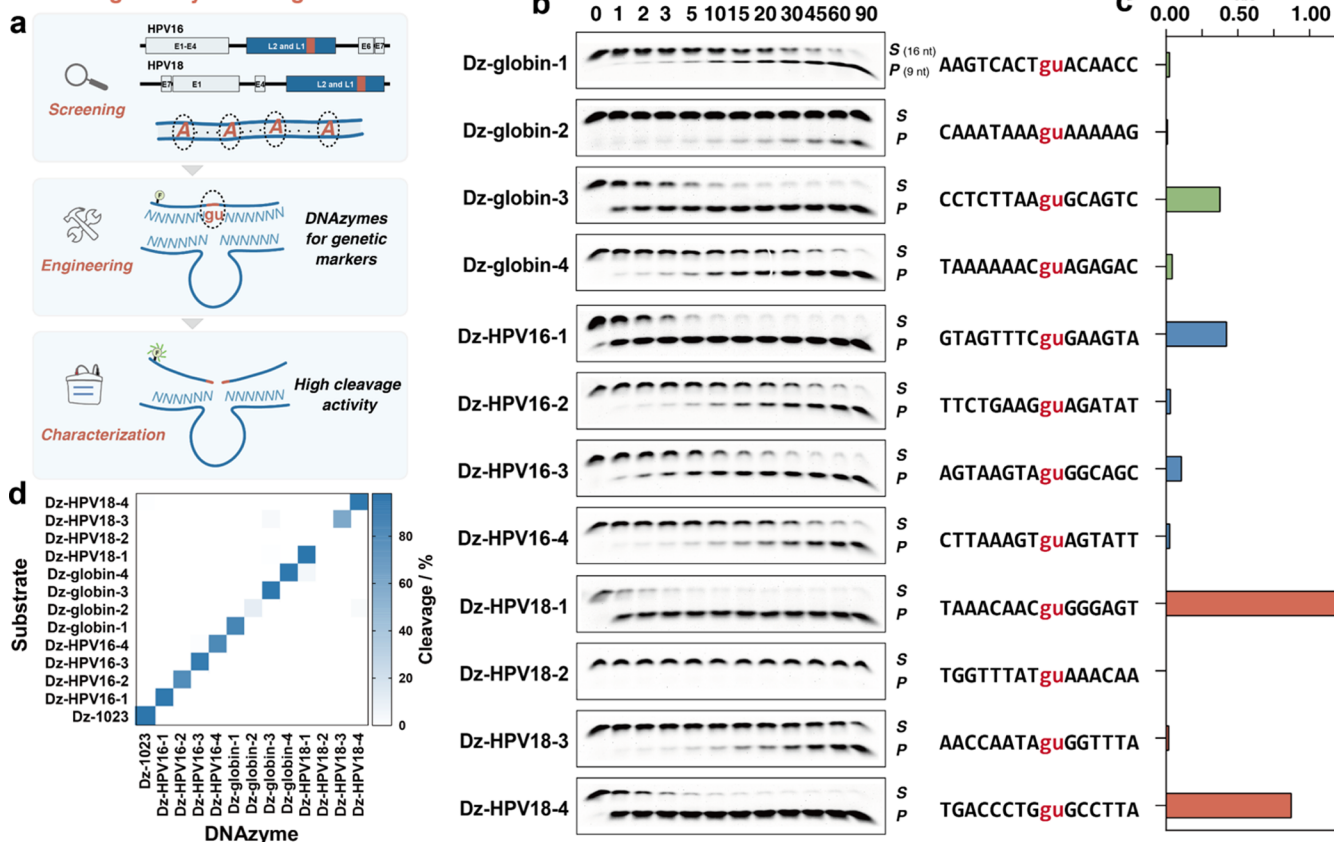 a
HPV16
E1-E4
L2 and L1
E6
E7
HPV18
E7
E1
E4
L2 and L1
Screening
A A A A
F
NNNNNN gu NNNNNN
NNNNNN NNNNNN
Engineering
DNAzymes
for genetic
markers
F
NNNNNN NNNNNN
Characterization
High cleavage
activity
b
0 1 2 3 5 10 15 20 30 45 60 90
Dz-globin-1
S (16 nt)
P (9 nt)
AAGTCACTguACAACC
Dz-globin-2
S
P
CAAATAAAguAAAAAG
Dz-globin-3
S
P
CCTCTTAAguGCAGTC
Dz-globin-4
S
P
TAAAAAACguAGAGAC
Dz-HPV16-1
S
P
GTAGTTTCguGAAGTA
Dz-HPV16-2
S
P
TTCTGAAGguAGATAT
Dz-HPV16-3
S
P
AGTAAGTAguGGCAGC
Dz-HPV16-4
S
P
CTTAAAGTguAGTATT
Dz-HPV18-1
S
P
TAAACAACguGGGAGT
Dz-HPV18-2
S
P
TGGTTTATguAAACAA
Dz-HPV18-3
S
P
AACCAATAguGGTTTA
Dz-HPV18-4
S
P
TGACCCTGguGCCTTA
c
0.00 0.50 1.00
d
Substrate
Dz-HPV18-4
Dz-HPV18-3
Dz-HPV18-2
Dz-HPV18-1
Dz-globin-4
Dz-globin-3
Dz-globin-2
Dz-globin-1
Dz-HPV16-4
Dz-HPV16-3
Dz-HPV16-2
Dz-HPV16-1
Dz-1023
Dz-1023
Dz-HPV16-1
Dz-HPV16-2
Dz-HPV16-3
Dz-HPV16-4
Dz-globin-1
Dz-globin-2
Dz-globin-3
Dz-globin-4
Dz-HPV18-1
Dz-HPV18-2
Dz-HPV18-3
Dz-HPV18-4
DNAzyme
80
60
40
20
0
Cleavage / %